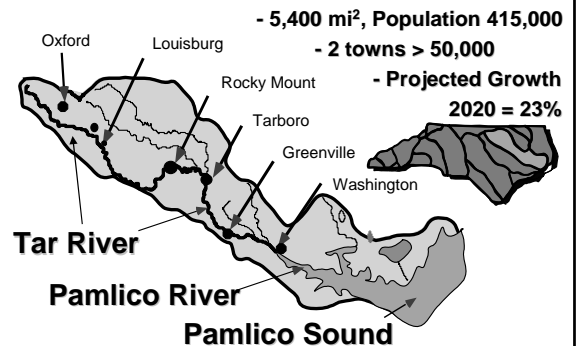 - 5,400 mi², Population 415,000
- 2 towns > 50,000
- Projected Growth
2020 = 23%
Oxford
Louisburg
Rocky Mount
Tarboro
Greenville
Washington
Tar River
Pamlico River
Pamlico Sound